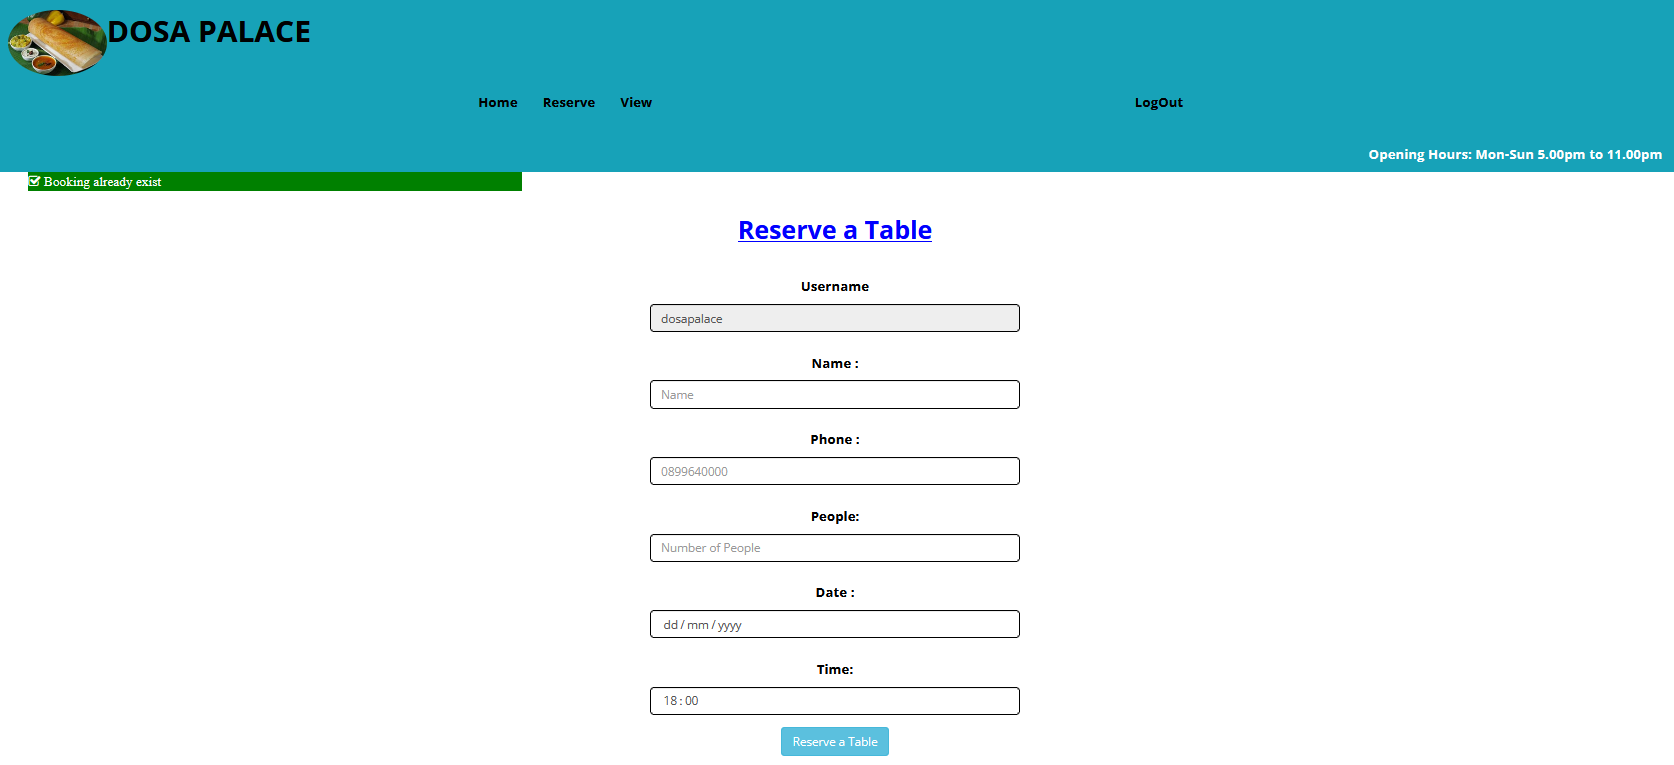 DOSA PALACE
Home Reserve View LogOut
Opening Hours: Mon-Sun 5.00pm to 11.00pm
Booking already exist
Reserve a Table
Username
dosapalace
Name :
Name
Phone :
0899640000
People:
Number of People
Date :
dd / mm / yyyy
Time:
18 : 00
Reserve a Table